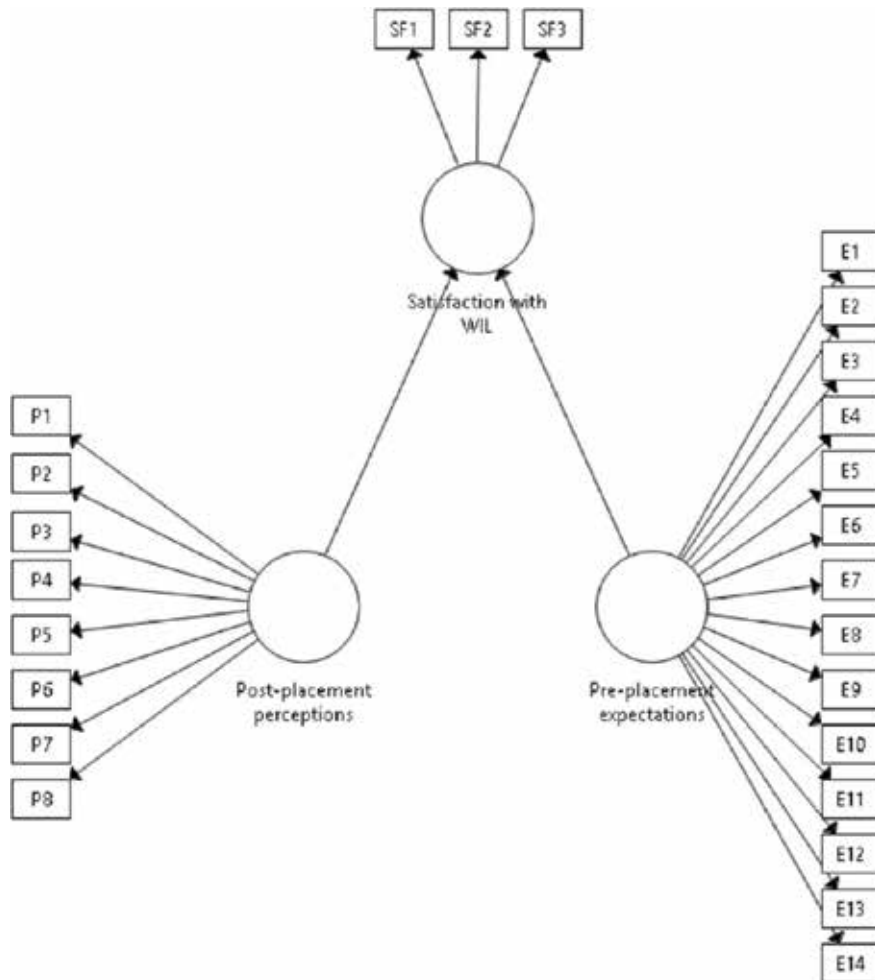 SF1 SF2 SF3
Satisfaction with
WIL
E1
E2
E3
E4
E5
E6
E7
E8
E9
E10
E11
E12
E13
E14
P1
P2
P3
P4
P5
P6
P7
P8
Post-placement
perceptions
Pre-placement
expectations